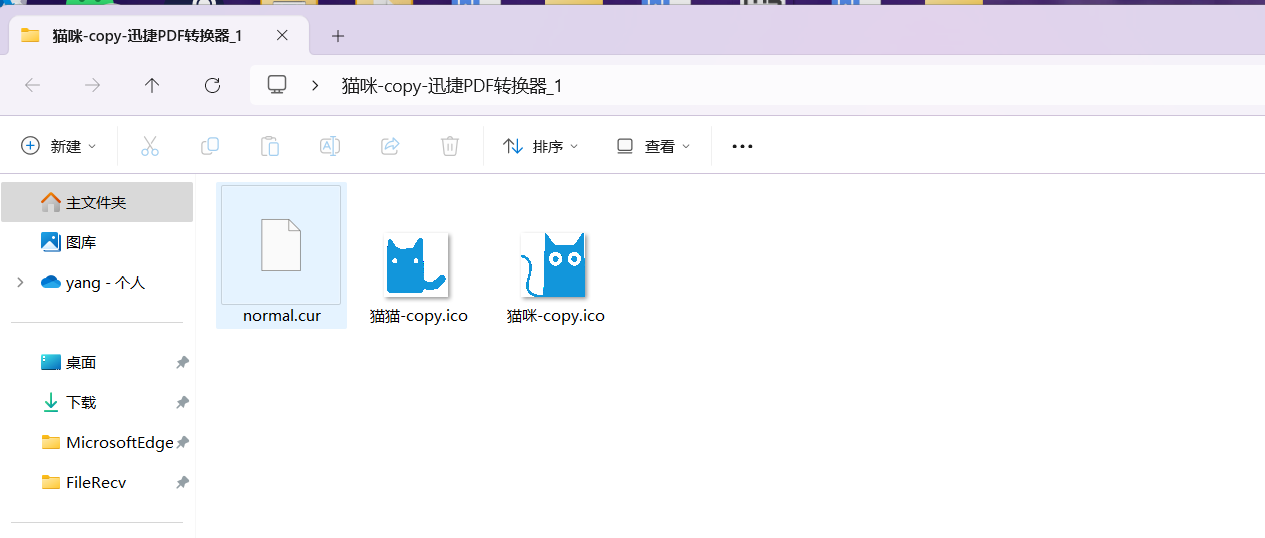 猫咪-copy-迅捷PDF转换器_1
猫咪-copy-迅捷PDF转换器_1
新建
排序
查看
主文件夹
图库
yang - 个人
桌面
下载
MicrosoftEdge
FileRecv
normal.cur
猫猫-copy.ico
猫咪-copy.ico